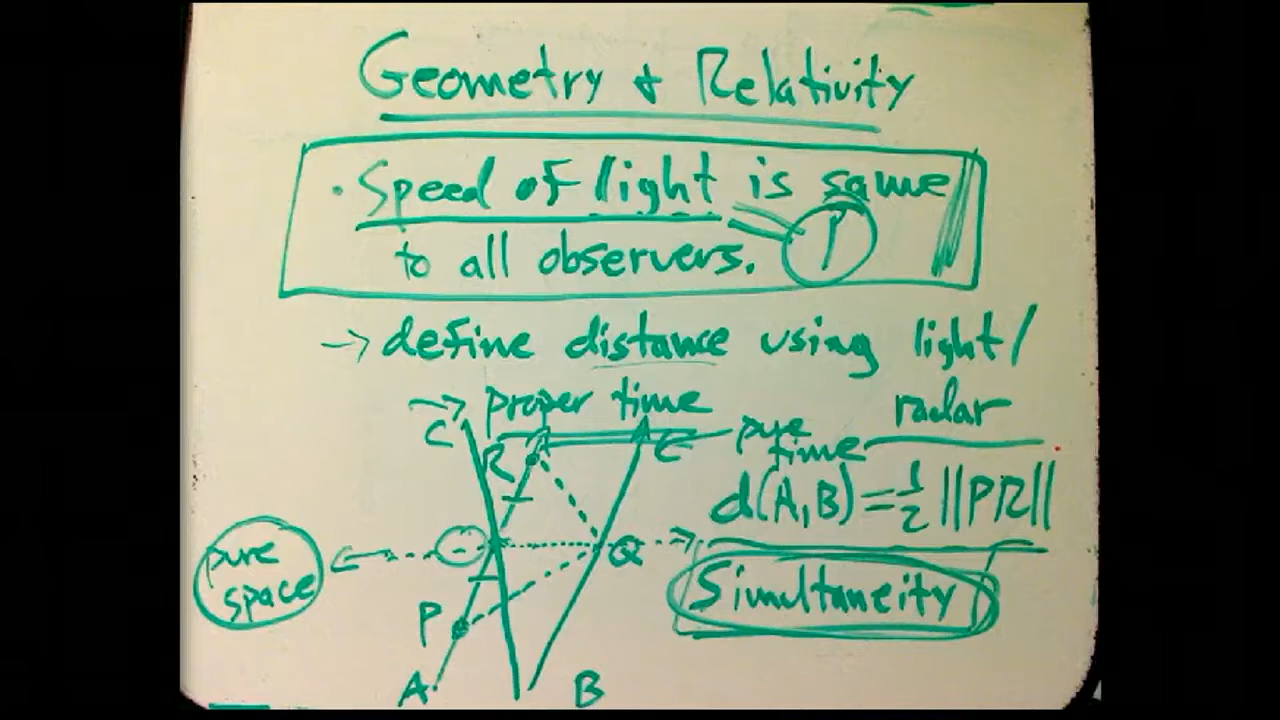 Geometry + Relativity
· Speed of light is same
to all observers.
1
→ define distance using light/
radar
→ proper time
pure
time
C
R
d(A,B) = 1/2 ||PR||
pure
space
Q
Simultaneity
P
A
B